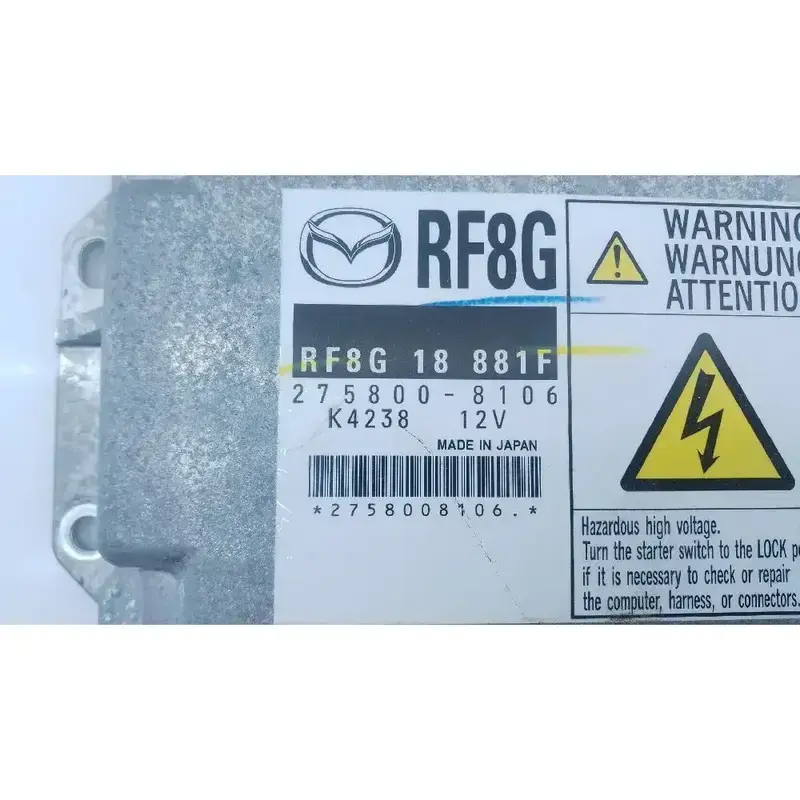 RF8G
RF8G 18 881F
275800-8106
K4238 12V
MADE IN JAPAN
*2758008106.*
WARNING
WARNUN
ATTENTIO
Hazardous high voltage.
Turn the starter switch to the LOCK p
if it is necessary to check or repair
the computer, harness, or connectors.